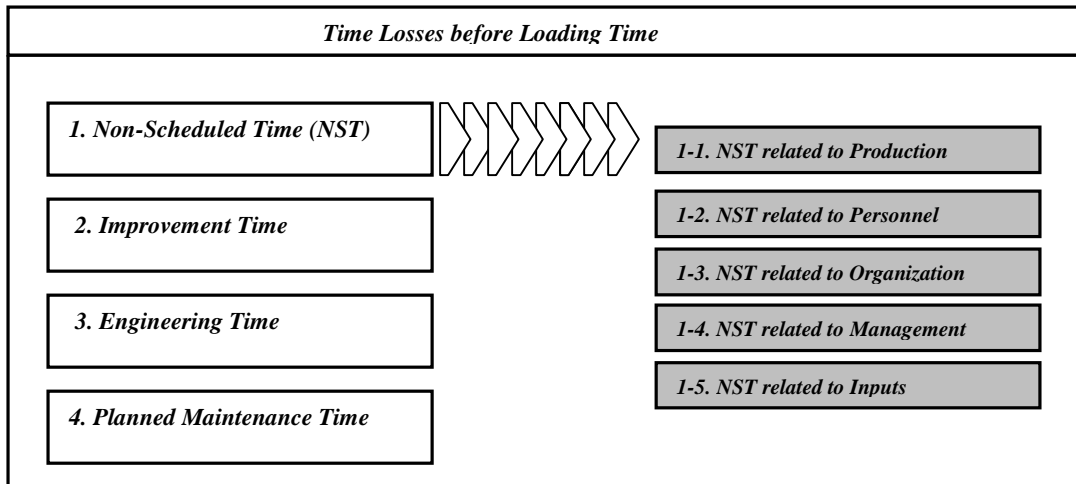 Time Losses before Loading Time
1. Non-Scheduled Time (NST)
2. Improvement Time
3. Engineering Time
4. Planned Maintenance Time
1-1. NST related to Production
1-2. NST related to Personnel
1-3. NST related to Organization
1-4. NST related to Management
1-5. NST related to Inputs